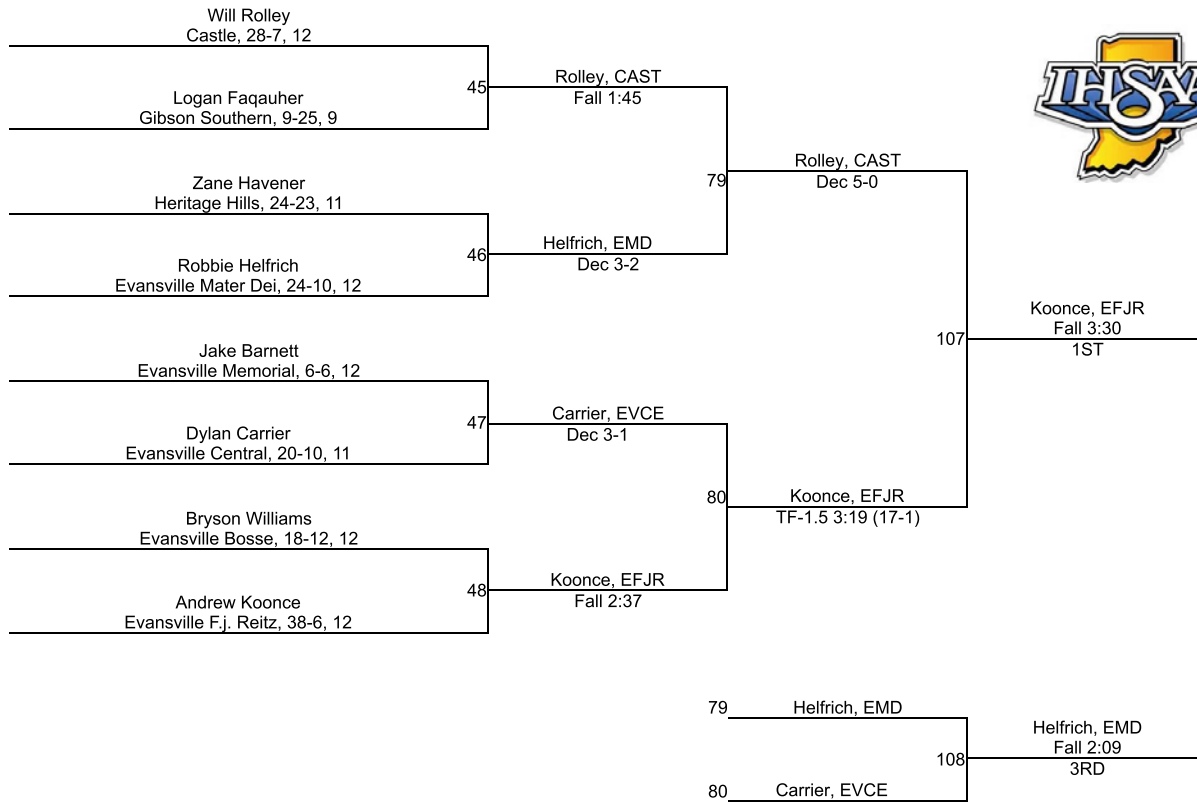 Will Rolley
Castle, 28-7, 12
Logan Faqauher
Gibson Southern, 9-25, 9
Zane Havener
Heritage Hills, 24-23, 11
Robbie Helfrich
Evansville Mater Dei, 24-10, 12
Jake Barnett
Evansville Memorial, 6-6, 12
Dylan Carrier
Evansville Central, 20-10, 11
Bryson Williams
Evansville Bosse, 18-12, 12
Andrew Koonce
Evansville F.j. Reitz, 38-6, 12
45
Rolley, CAST
Fall 1:45
46
Helfrich, EMD
Dec 3-2
47
Carrier, EVCE
Dec 3-1
48
Koonce, EFJR
Fall 2:37
79
Rolley, CAST
Dec 5-0
80
Koonce, EFJR
TF-1.5 3:19 (17-1)
107
Koonce, EFJR
Fall 3:30
1ST
79
Helfrich, EMD
80
Carrier, EVCE
108
Helfrich, EMD
Fall 2:09
3RD
IHSAA